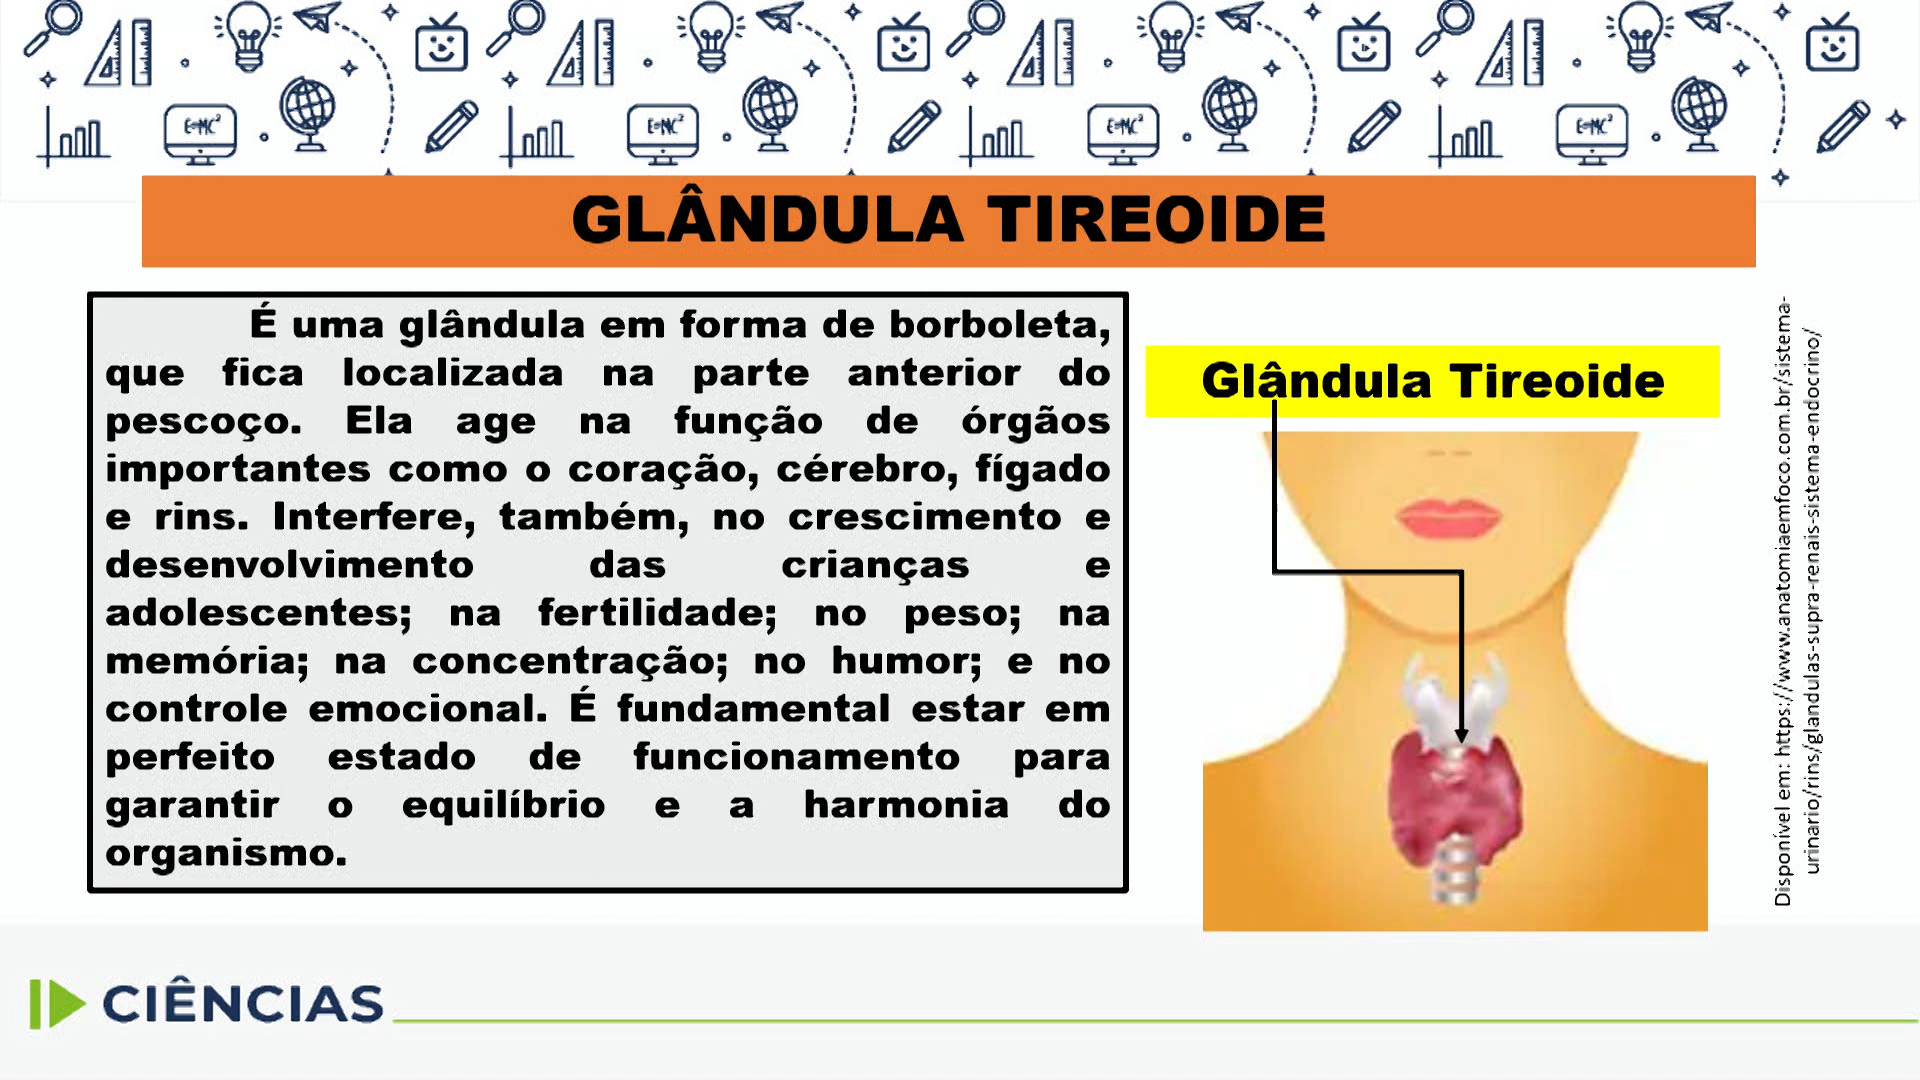 E=MC²
E=MC²
E=MC²
E=MC²
GLÂNDULA TIREOIDE
É uma glândula em forma de borboleta,
que fica localizada na parte anterior do
pescoço. Ela age na função de órgãos
importantes como o coração, cérebro, fígado
e rins. Interfere, também, no crescimento e
desenvolvimento das crianças e
adolescentes; na fertilidade; no peso; na
memória; na concentração; no humor; e no
controle emocional. É fundamental estar em
perfeito estado de funcionamento para
garantir o equilíbrio e a harmonia do
organismo.
Glândula Tireoide
Disponível em: https://www.anatomiaemfoco.com.br/sistema-
urinario/rins/glandulas-supra-renais-sistema-endocrino/
CIÊNCIAS